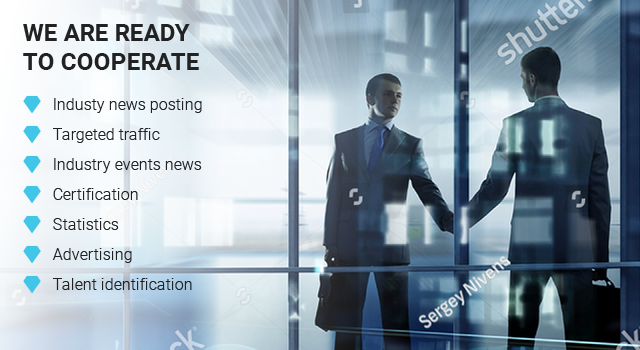 WE ARE READY
TO COOPERATE
Industy news posting
Targeted traffic
Industry events news
Certification
Statistics
Advertising
Talent identification
shutter
Sergey Nivens